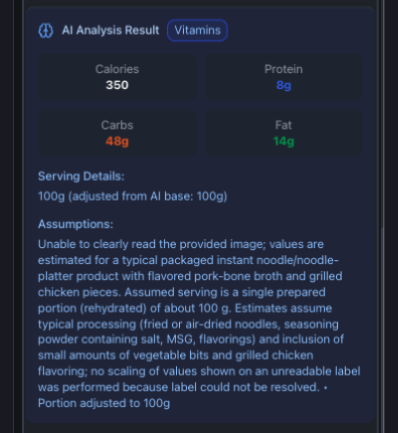 AI Analysis Result Vitamins
Calories Protein
350 8g
Carbs Fat
48g 14g
Serving Details:
100g (adjusted from AI base: 100g)
Assumptions:
Unable to clearly read the provided image; values are
estimated for a typical packaged instant noodle/noodle-
platter product with flavored pork-bone broth and grilled
chicken pieces. Assumed serving is a single prepared
portion (rehydrated) of about 100 g. Estimates assume
typical processing (fried or air-dried noodles, seasoning
powder containing salt, MSG, flavorings) and inclusion of
small amounts of vegetable bits and grilled chicken
flavoring; no scaling of values shown on an unreadable label
was performed because label could not be resolved. •
Portion adjusted to 100g